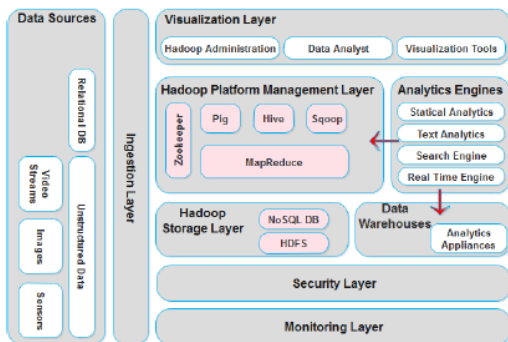 Data Sources
Relational DB
Video
Streams
Images
Sensors
Unstructured Data
Ingestion Layer
Visualization Layer
Hadoop Administration
Data Analyst
Visualization Tools
Hadoop Platform Management Layer
Zookeeper
Pig
Hive
Sqoop
MapReduce
Analytics Engines
Statical Analytics
Text Analytics
Search Engine
Real Time Engine
Hadoop
Storage Layer
NoSQL DB
HDFS
Data
Warehouses
Analytics
Appliances
Security Layer
Monitoring Layer